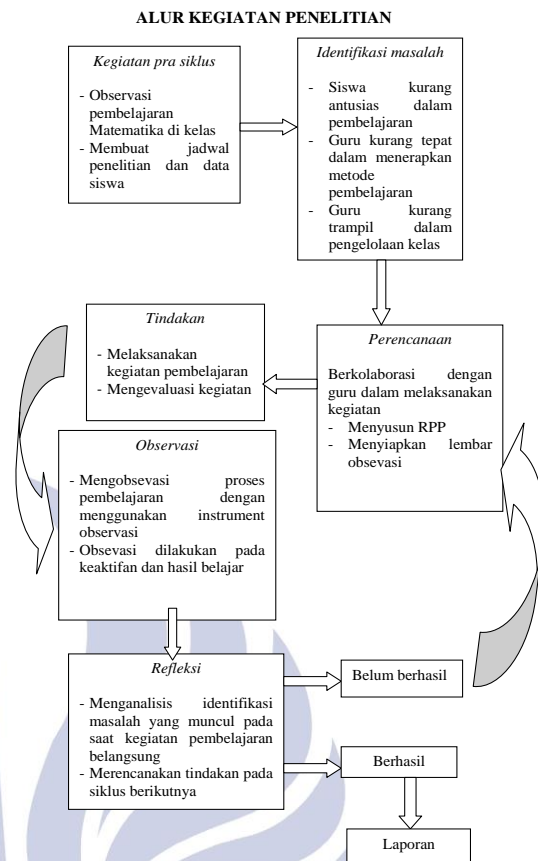 ALUR KEGIATAN PENELITIAN
Kegiatan pra siklus
- Observasi
pembelajaran
Matematika di kelas
- Membuat jadwal
penelitian dan data
siswa
Identifikasi masalah
- Siswa kurang
antusias dalam
pembelajaran
- Guru kurang tepat
dalam menerapkan
metode
pembelajaran
- Guru kurang
trampil dalam
pengelolaan kelas
Tindakan
- Melaksanakan
kegiatan pembelajaran
- Mengevaluasi kegiatan
Perencanaan
Berkolaborasi dengan
guru dalam melaksanakan
kegiatan
- Menyusun RPP
- Menyiapkan lembar
obsevasi
Observasi
- Mengobsevasi proses
pembelajaran dengan
menggunakan instrument
observasi
- Obsevasi dilakukan pada
keaktifan dan hasil belajar
Refleksi
- Menganalisis identifikasi
masalah yang muncul pada
saat kegiatan pembelajaran
belangsung
- Merencanakan tindakan pada
siklus berikutnya
Belum berhasil
Berhasil
Laporan